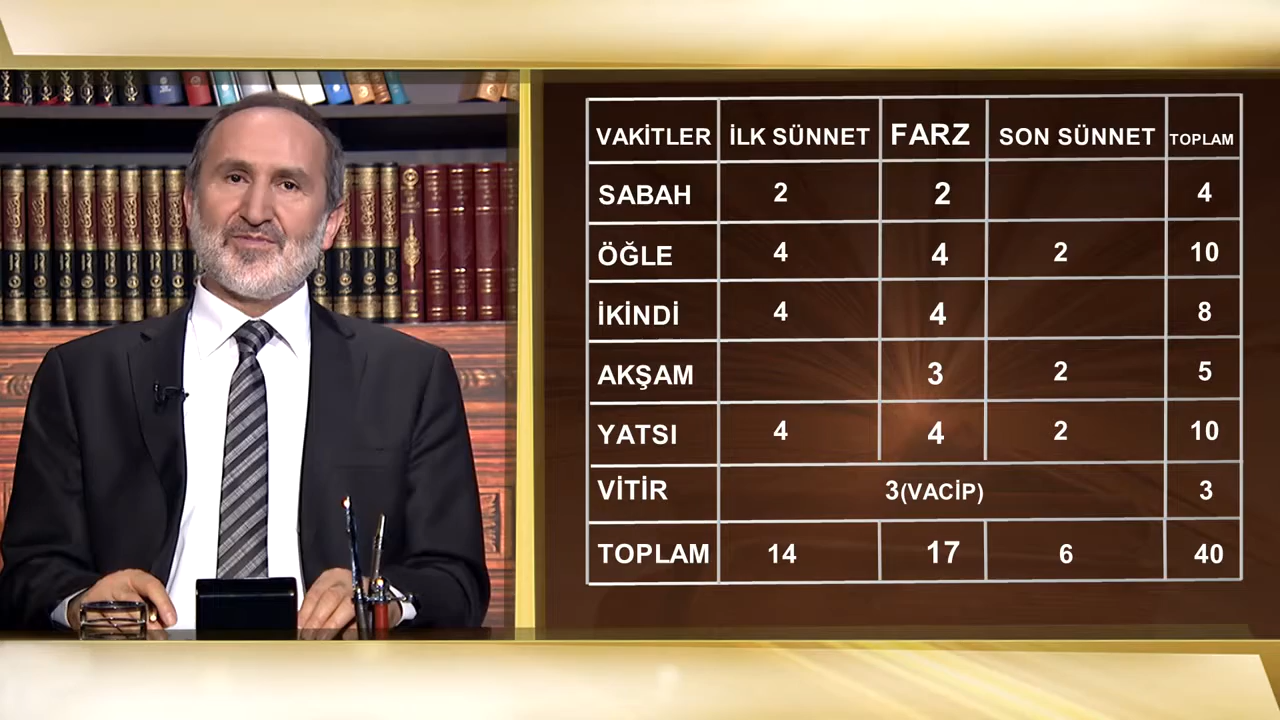 VAKİTLER İLK SÜNNET FARZ SON SÜNNET TOPLAM
SABAH 2 2 4
ÖĞLE 4 4 2 10
İKİNDİ 4 4 8
AKŞAM 3 2 5
YATSI 4 4 2 10
VİTİR 3(VACİP) 3
TOPLAM 14 17 6 40